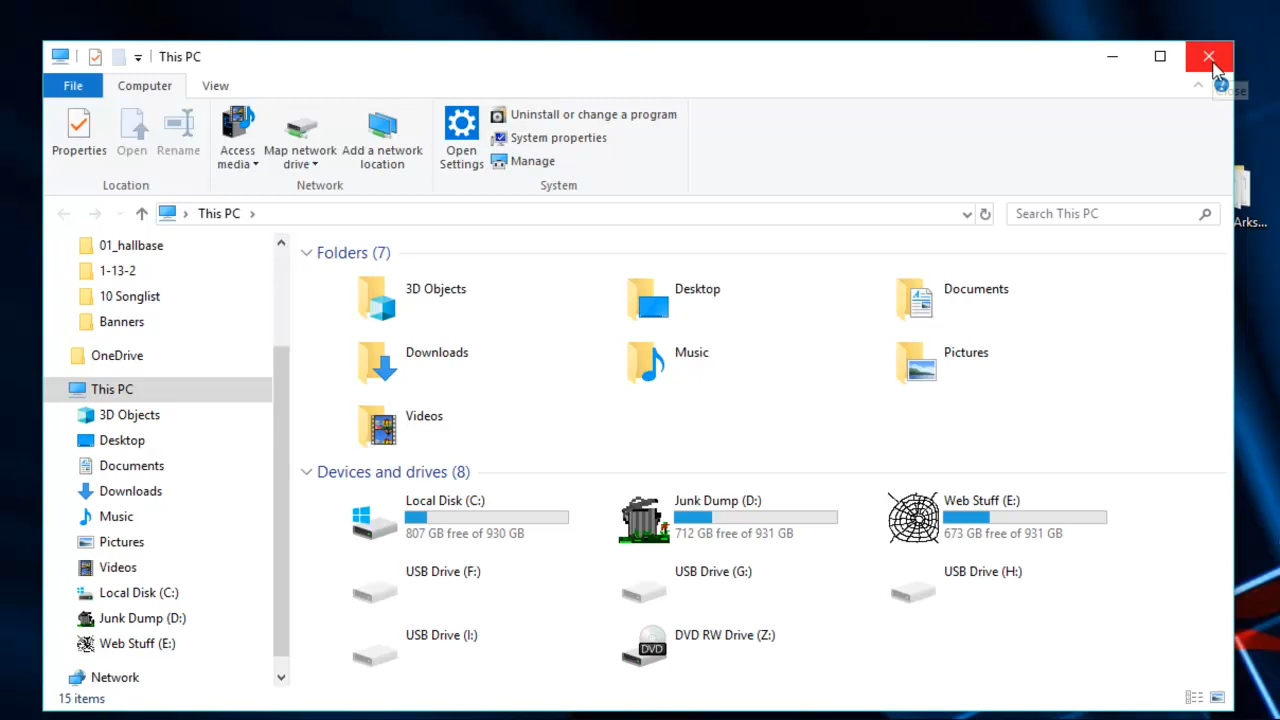 This PC
File Computer View
Close
Properties Open Rename Access media Map network drive Add a network location Open Settings
Uninstall or change a program
System properties
Manage
Location Network System
This PC
Search This PC
01_hallbase
1-13-2
10 Songlist
Banners
OneDrive
This PC
3D Objects
Desktop
Documents
Downloads
Music
Pictures
Videos
Local Disk (C:)
Junk Dump (D:)
Web Stuff (E:)
Network
Folders (7)
3D Objects
Desktop
Documents
Downloads
Music
Pictures
Videos
Devices and drives (8)
Local Disk (C:)
807 GB free of 930 GB
Junk Dump (D:)
712 GB free of 931 GB
Web Stuff (E:)
673 GB free of 931 GB
USB Drive (F:)
USB Drive (G:)
USB Drive (H:)
USB Drive (I:)
DVD RW Drive (Z:)
DVD
15 items
Arks...